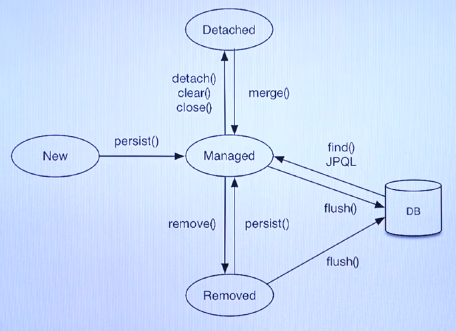 Detached
detach()
clear()
close()
merge()
persist()
New
Managed
find()
JPQL
flush()
DB
remove()
persist()
flush()
Removed